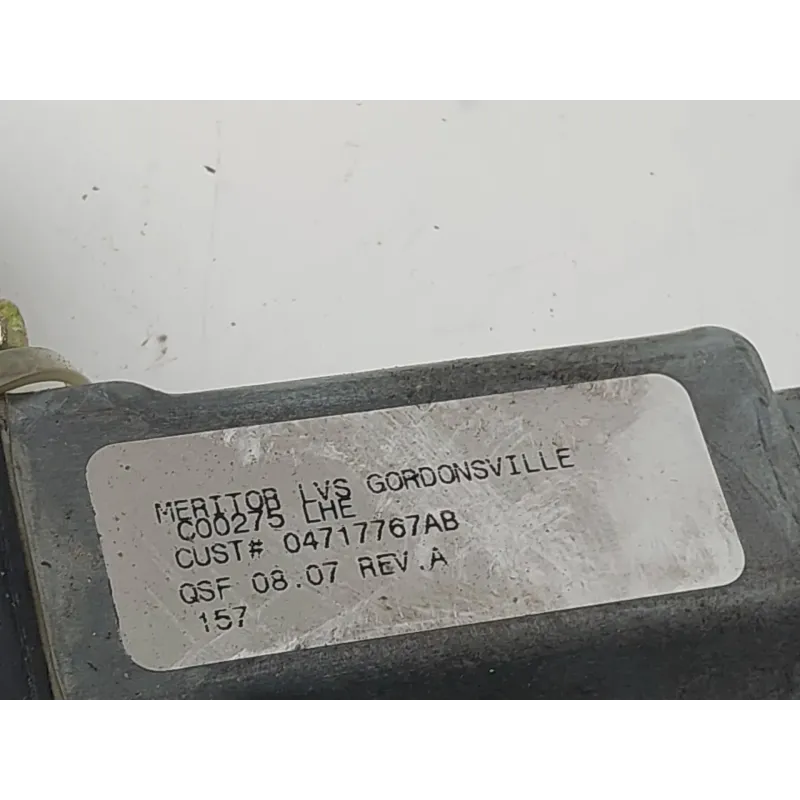 MERITOR LVS GORDONSVILLE
C00275 LHE
CUST# 04717767AB
QSF 08.07 REV.A
157